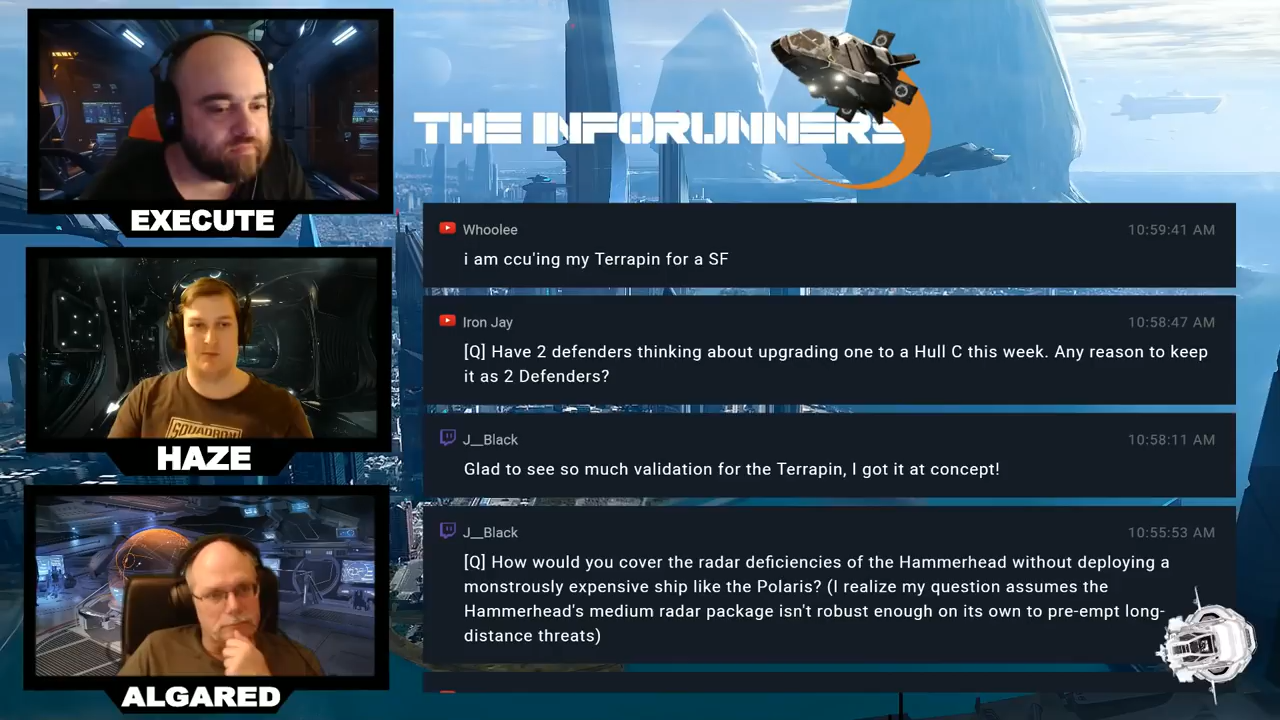 THE INFORUNNERS
EXECUTE
SQUADRON
HAZE
ALGARED
Whoolee 10:59:41 AM
i am ccu'ing my Terrapin for a SF
Iron Jay 10:58:47 AM
[Q] Have 2 defenders thinking about upgrading one to a Hull C this week. Any reason to keep
it as 2 Defenders?
J__Black 10:58:11 AM
Glad to see so much validation for the Terrapin, I got it at concept!
J__Black 10:55:53 AM
[Q] How would you cover the radar deficiencies of the Hammerhead without deploying a
monstrously expensive ship like the Polaris? (I realize my question assumes the
Hammerhead's medium radar package isn't robust enough on its own to pre-empt long-
distance threats)